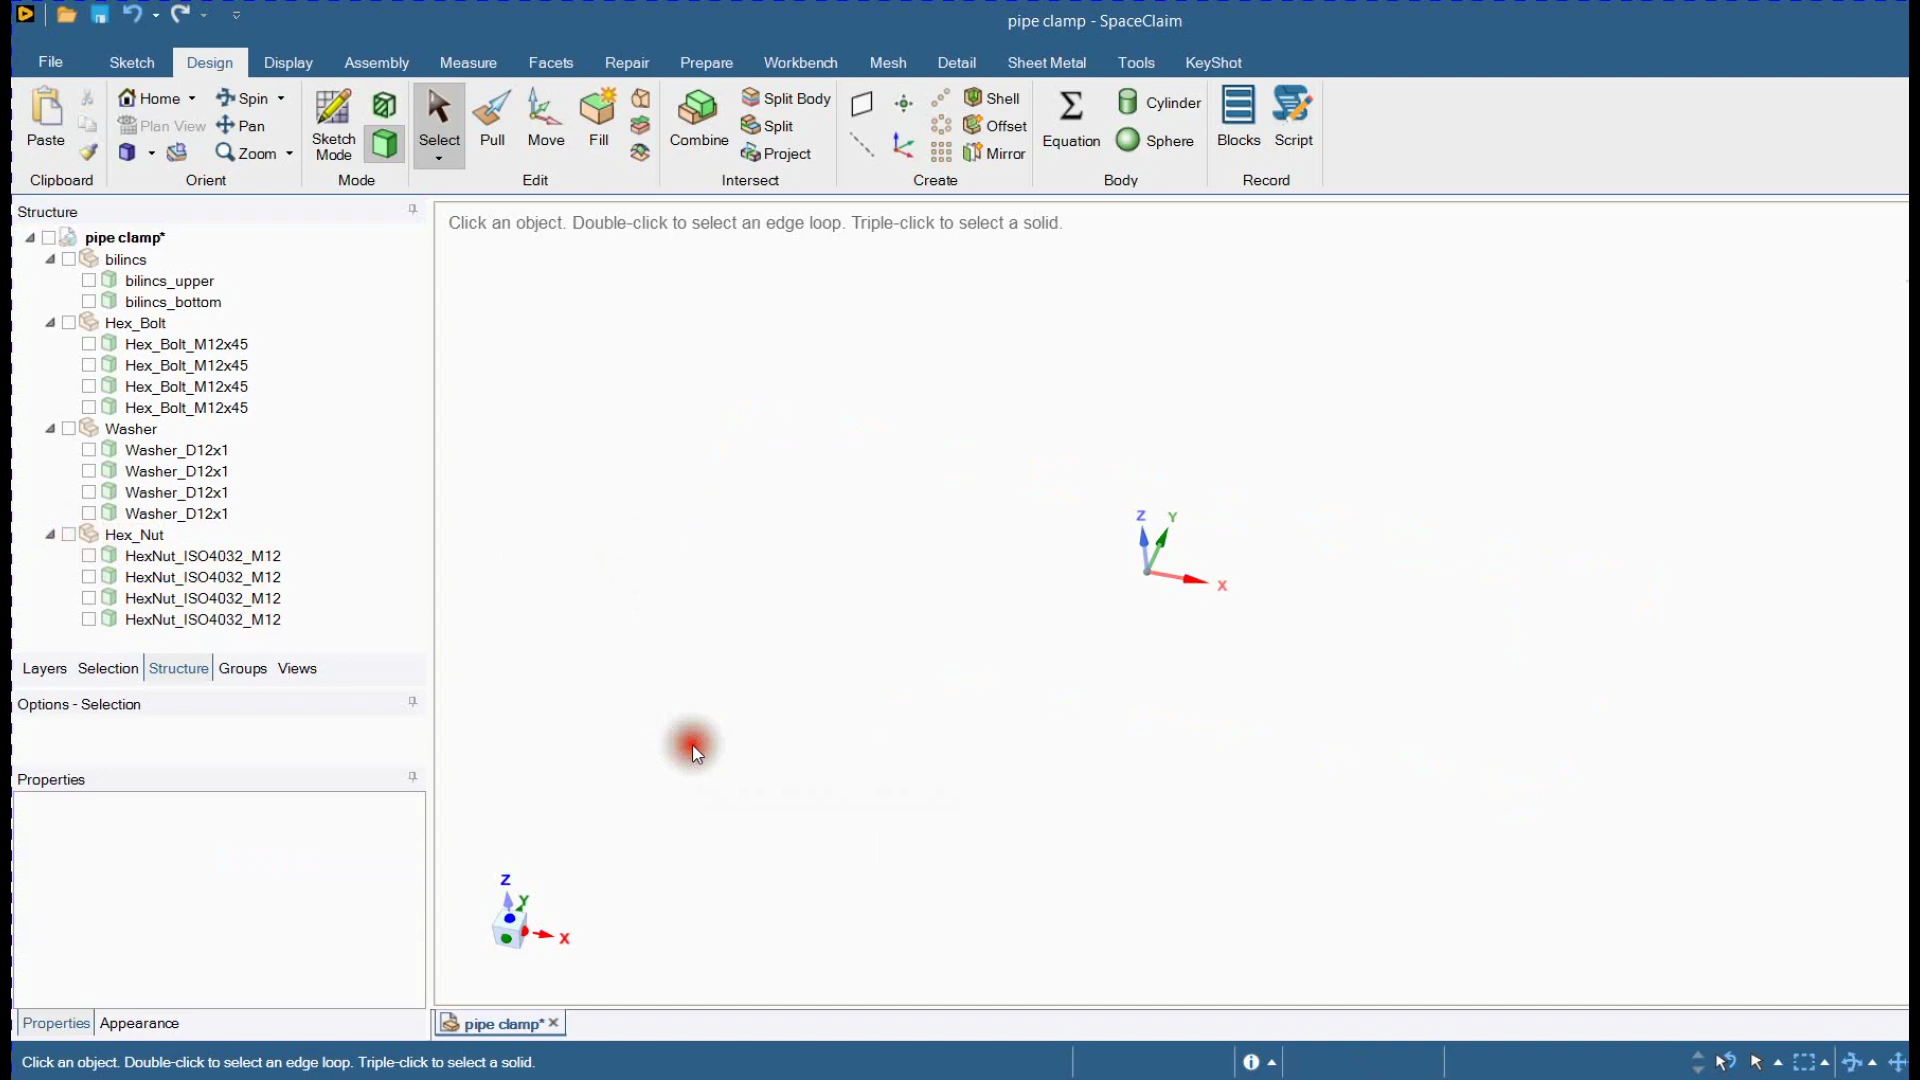 pipe clamp - SpaceClaim
File Sketch Design Display Assembly Measure Facets Repair Prepare Workbench Mesh Detail Sheet Metal Tools KeyShot
Paste
Home
Plan View
Spin
Pan
Zoom
Sketch Mode
Select
Pull
Move
Fill
Combine
Split Body
Split
Project
Shell
Offset
Mirror
Equation
Cylinder
Sphere
Blocks
Script
Clipboard Orient Mode Edit Intersect Create Body Record
Structure
pipe clamp*
bilincs
bilincs_upper
bilincs_bottom
Hex_Bolt
Hex_Bolt_M12x45
Hex_Bolt_M12x45
Hex_Bolt_M12x45
Hex_Bolt_M12x45
Washer
Washer_D12x1
Washer_D12x1
Washer_D12x1
Washer_D12x1
Hex_Nut
HexNut_ISO4032_M12
HexNut_ISO4032_M12
HexNut_ISO4032_M12
HexNut_ISO4032_M12
Layers Selection Structure Groups Views
Options - Selection
Properties
Properties Appearance
Click an object. Double-click to select an edge loop. Triple-click to select a solid.
Z Y
X
Z
Y
X
pipe clamp*
Click an object. Double-click to select an edge loop. Triple-click to select a solid.